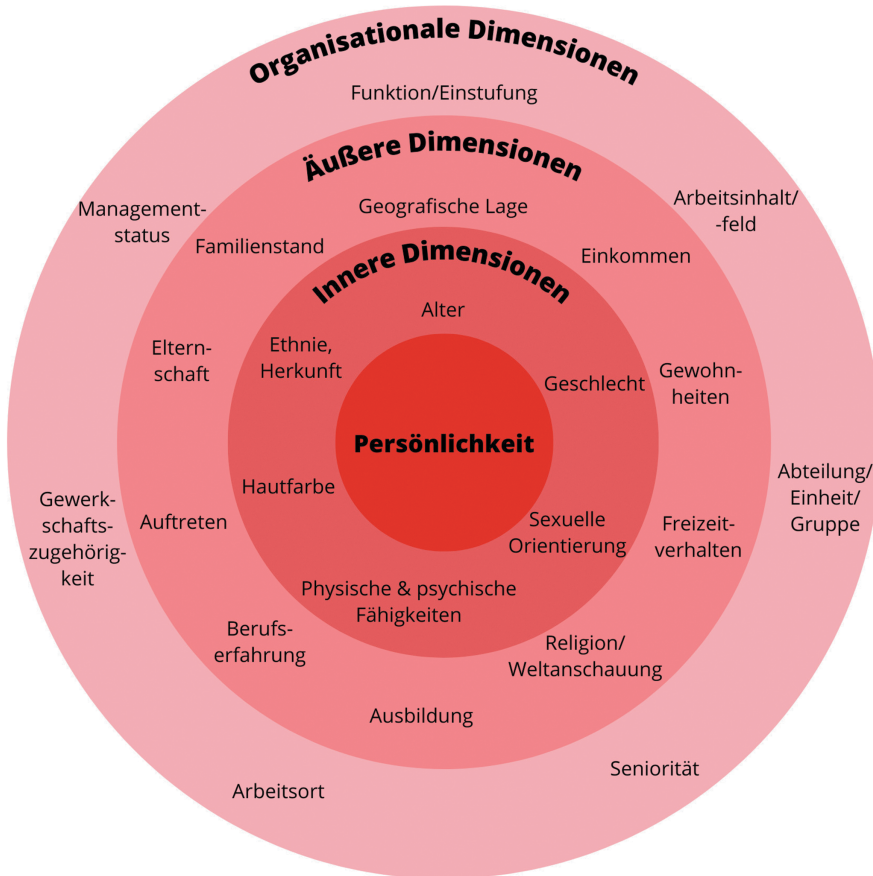 Organisationale Dimensionen
Funktion/Einstufung
Arbeitsinhalt/
-feld
Abteilung/
Einheit/
Gruppe
Seniorität
Arbeitsort
Gewerk-
schafts-
zugehörig-
keit
Management-
status
Äußere Dimensionen
Geografische Lage
Einkommen
Gewohn-
heiten
Freizeit-
verhalten
Religion/
Weltanschauung
Ausbildung
Berufs-
erfahrung
Auftreten
Eltern-
schaft
Familienstand
Innere Dimensionen
Alter
Geschlecht
Sexuelle
Orientierung
Physische & psychische
Fähigkeiten
Hautfarbe
Ethnie,
Herkunft
Persönlichkeit